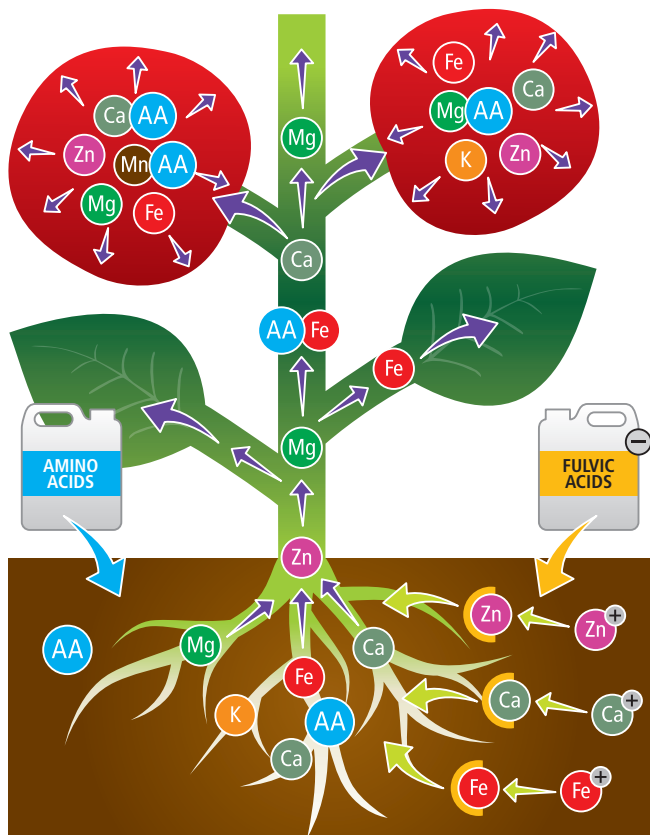 Fe
Ca
Mg AA
K
Zn
Ca AA
Zn
Mn AA
Mg
Fe
Mg
Ca
AA Fe
Fe
Mg
AMINO
ACIDS
FULVIC
ACIDS
−
Zn
AA
Mg
Fe
K
AA
Ca
Ca
Zn
Zn +
Ca
Ca +
Fe
Fe +